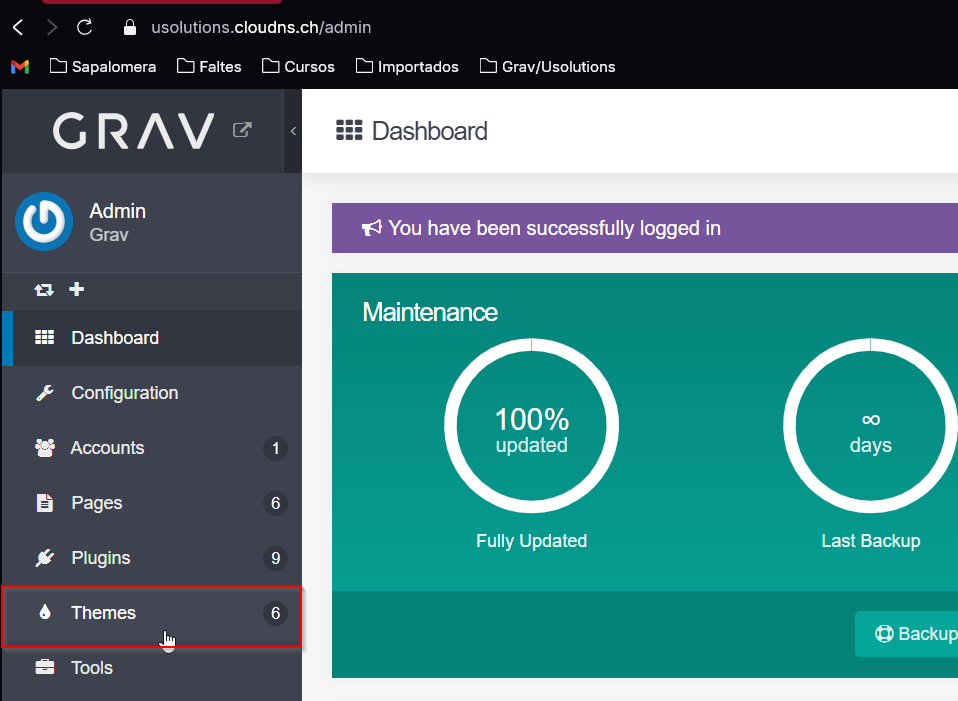 usolutions.cloudns.ch/admin
Sapalomera Faltes Cursos Importados Grav/Usolutions
GRAV
Dashboard
Admin
Grav
You have been successfully logged in
Dashboard
Configuration
Accounts 1
Pages 6
Plugins 9
Themes 6
Tools
Maintenance
100%
updated
Fully Updated
∞
days
Last Backup
Backup